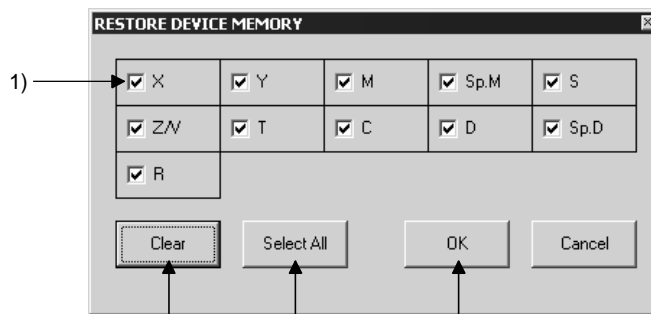 RESTORE DEVICE MEMORY
1)
X Y M Sp.M S
Z/V T C D Sp.D
R
Clear Select All OK Cancel